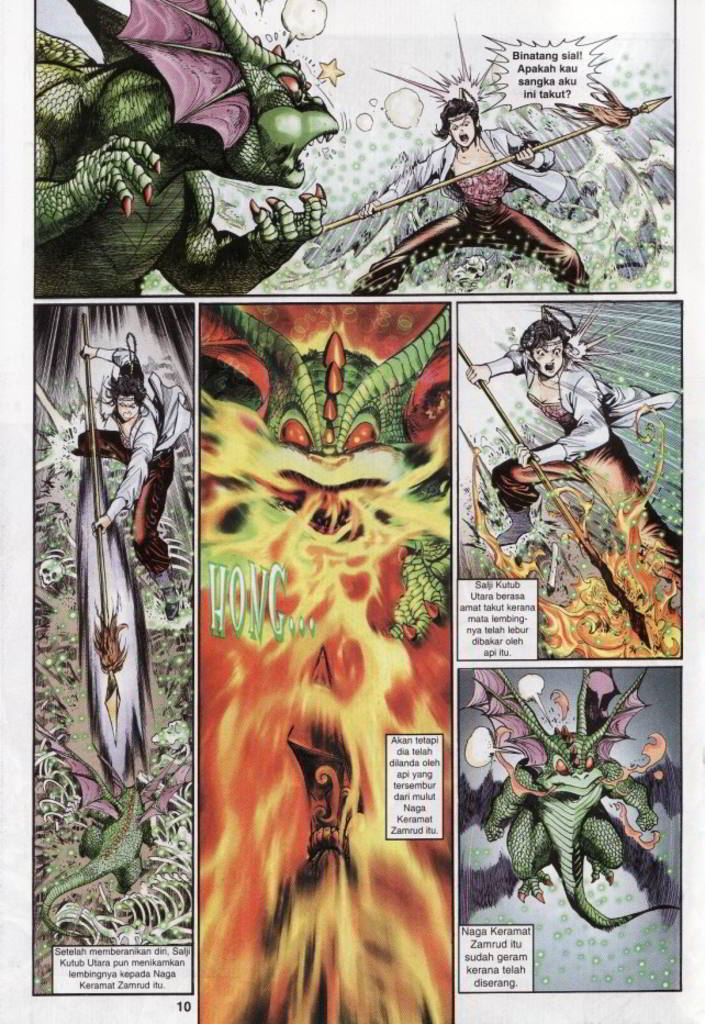 Binatang sial!
Apakah kau
sangka aku
ini takut?
Setelah memberanikan diri, Salji
Kutub Utara pun menikamkan
lembingnya kepada Naga
Keramat Zamrud itu.
HONG...
Akan tetapi
dia telah
dilanda oleh
api yang
tersembur
dari mulut
Naga
Keramat
Zamrud itu.
Salji Kutub
Utara berasa
amat takut kerana
mata lembing-
nya telah lebur
dibakar oleh
api itu.
Naga Keramat
Zamrud itu
sudah geram
kerana telah
diserang.
10